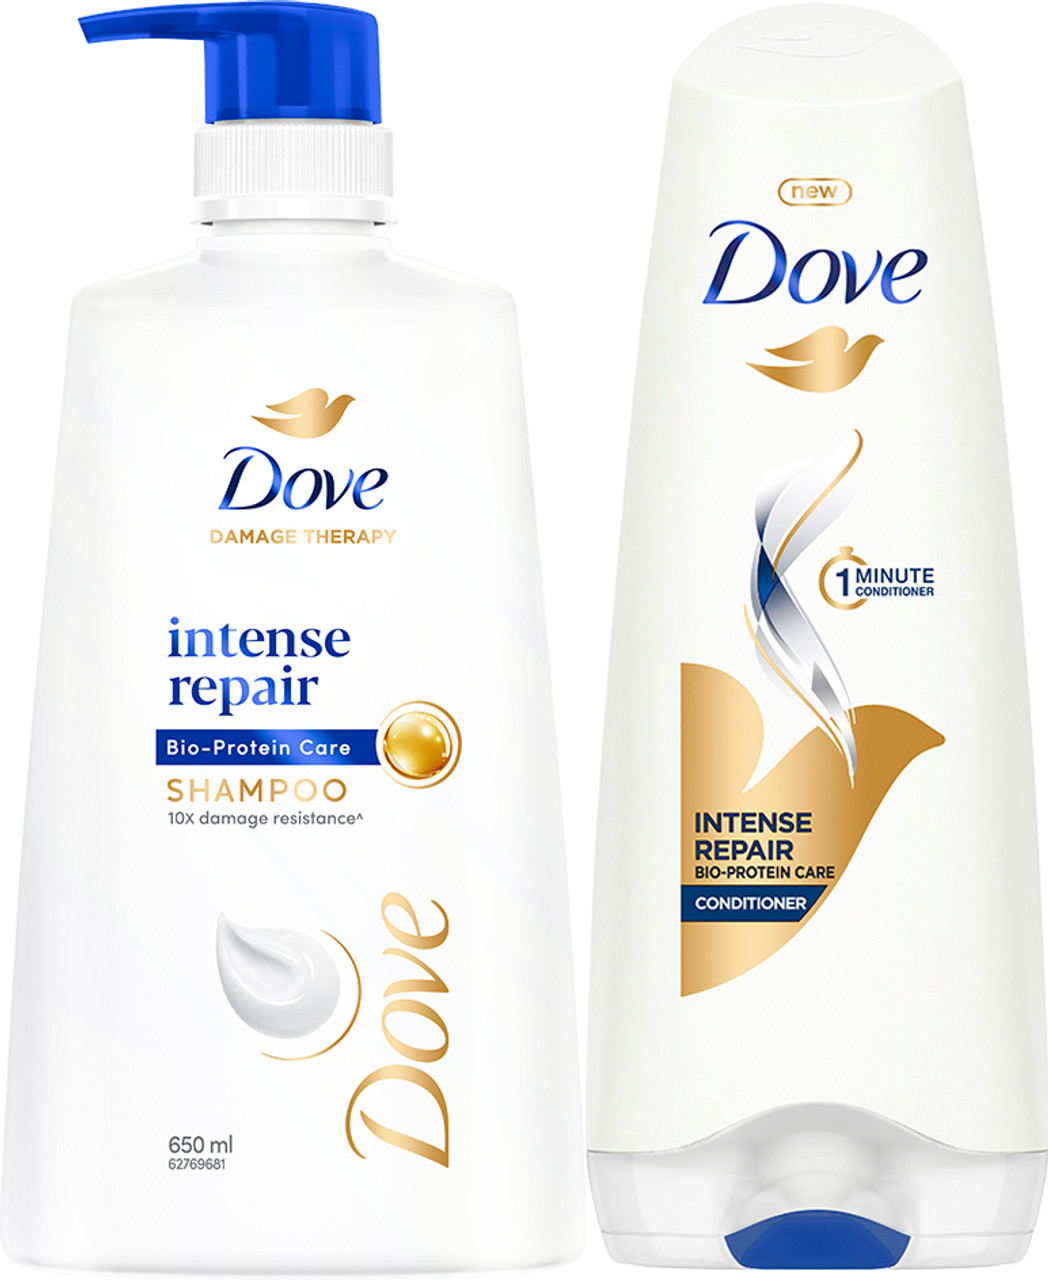 Dove
DAMAGE THERAPY
intense
repair
Bio-Protein Care
SHAMPOO
10x damage resistance^
Dove
650 ml
62769681
new
Dove
1 MINUTE
CONDITIONER
INTENSE
REPAIR
BIO-PROTEIN CARE
CONDITIONER